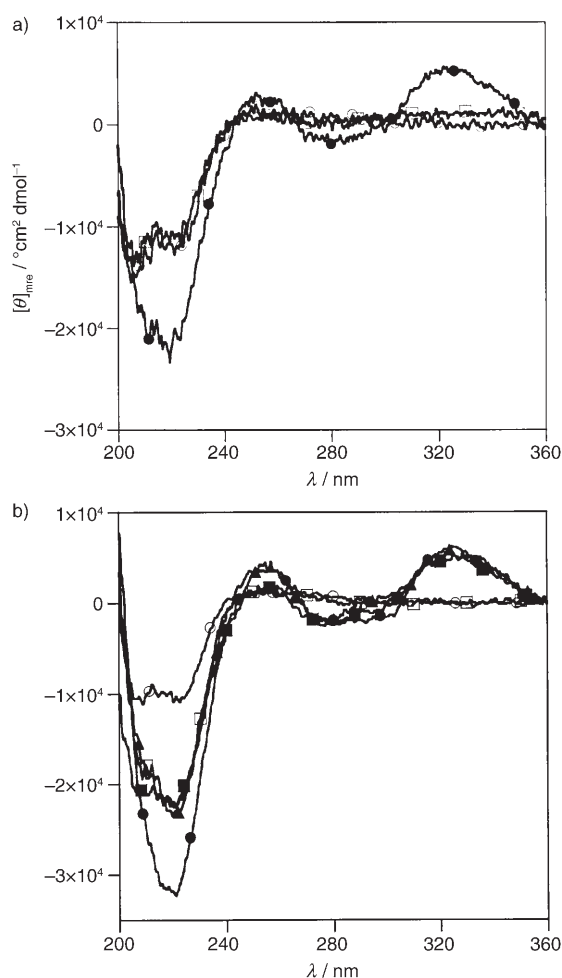 a)
1×10⁴
0
−1×10⁴
−2×10⁴
−3×10⁴
[θ]mre / °cm² dmol⁻¹
200 240 280 320 360
λ / nm
b)
1×10⁴
0
−1×10⁴
−2×10⁴
−3×10⁴
200 240 280 320 360
λ / nm